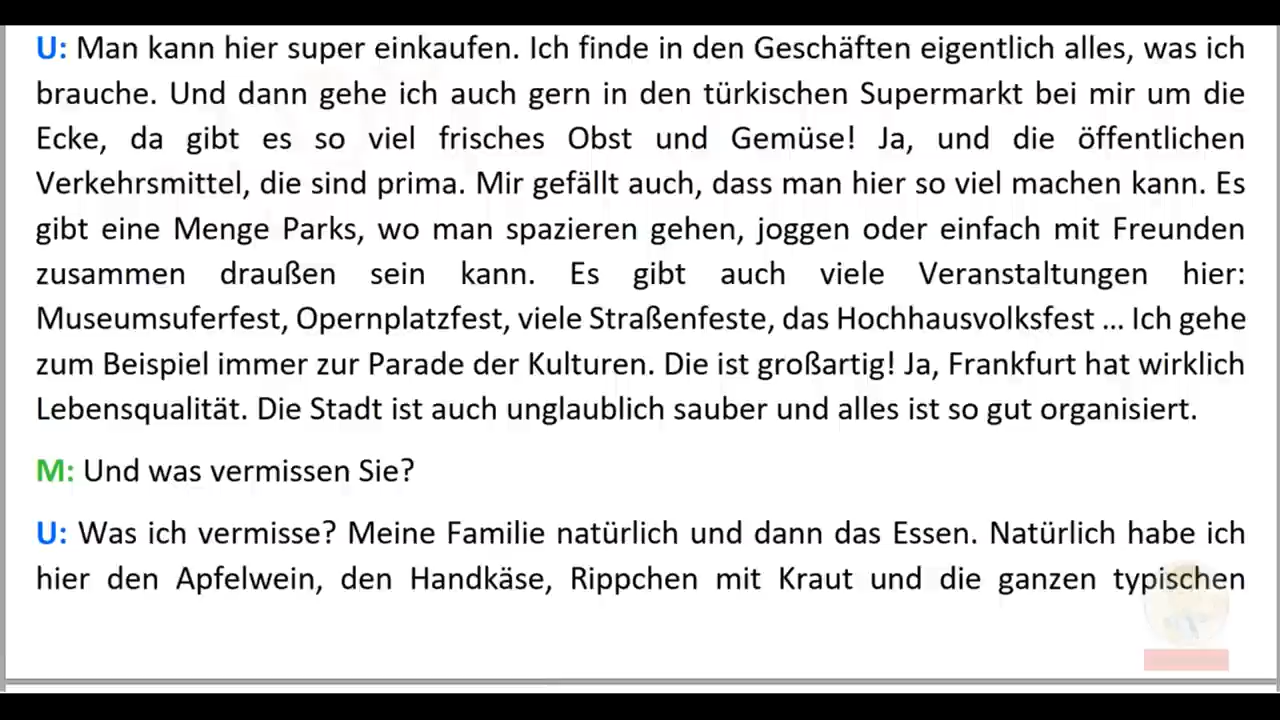 U: Man kann hier super einkaufen. Ich finde in den Geschäften eigentlich alles, was ich
brauche. Und dann gehe ich auch gern in den türkischen Supermarkt bei mir um die
Ecke, da gibt es so viel frisches Obst und Gemüse! Ja, und die öffentlichen
Verkehrsmittel, die sind prima. Mir gefällt auch, dass man hier so viel machen kann. Es
gibt eine Menge Parks, wo man spazieren gehen, joggen oder einfach mit Freunden
zusammen draußen sein kann. Es gibt auch viele Veranstaltungen hier:
Museumsuferfest, Opernplatzfest, viele Straßenfeste, das Hochhausvolksfest ... Ich gehe
zum Beispiel immer zur Parade der Kulturen. Die ist großartig! Ja, Frankfurt hat wirklich
Lebensqualität. Die Stadt ist auch unglaublich sauber und alles ist so gut organisiert.
M: Und was vermissen Sie?
U: Was ich vermisse? Meine Familie natürlich und dann das Essen. Natürlich habe ich
hier den Apfelwein, den Handkäse, Rippchen mit Kraut und die ganzen typischen